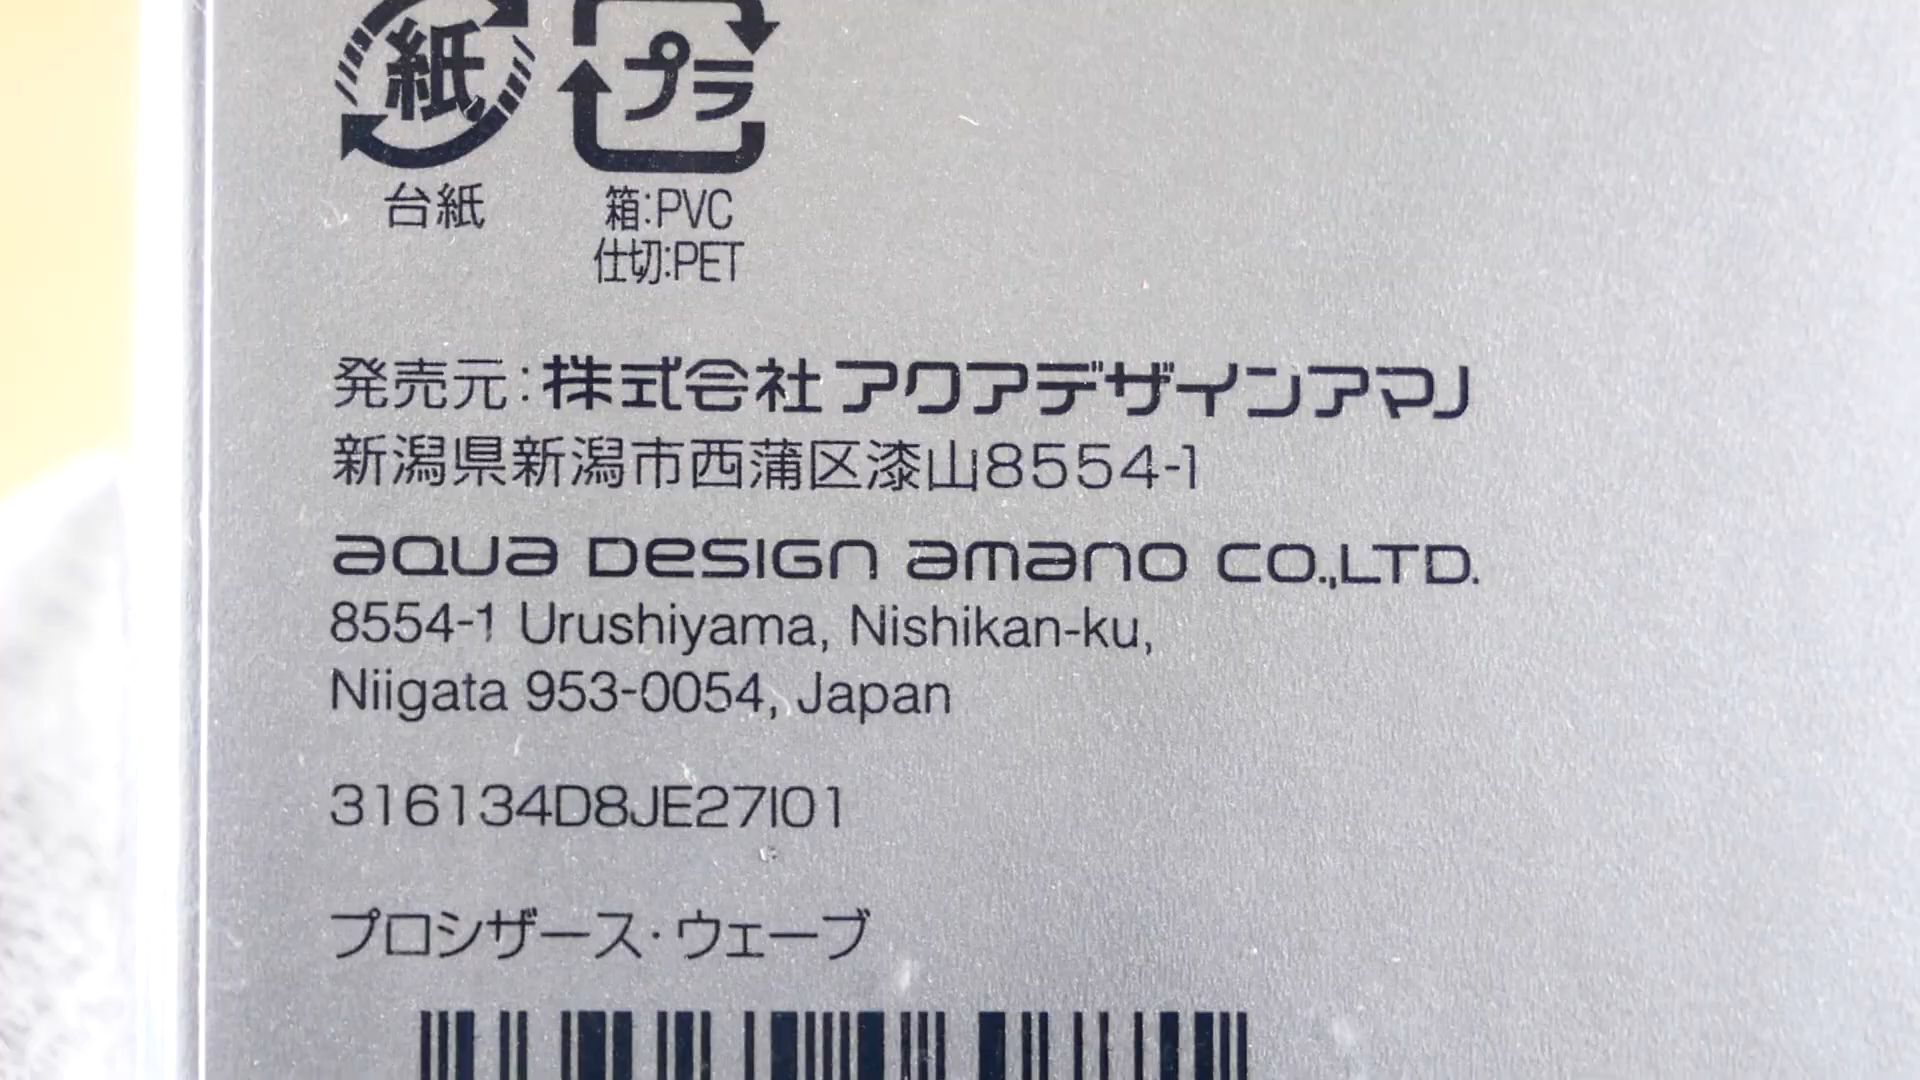 紙 プラ
台紙 箱:PVC
仕切:PET
発売元:株式会社アクアデザインアマノ
新潟県新潟市西蒲区漆山8554-1
aqua Design amano CO.,LTD.
8554-1 Urushiyama, Nishikan-ku,
Niigata 953-0054, Japan
316134D8JE27I01
プロシザース・ウェーブ